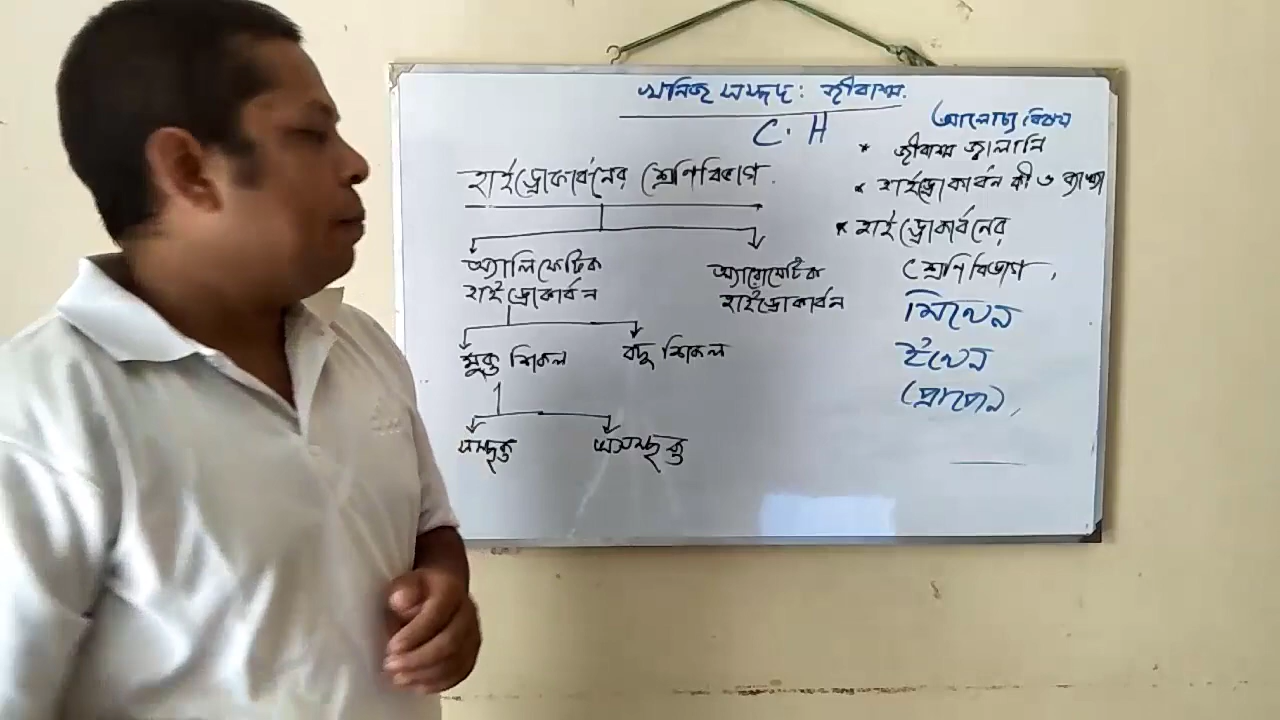 খনিজ সম্পদ: জীবাশ্ম.
C. H
হাইড্রোকার্বনের শ্রেণিবিভাগ.
অ্যালিফেটিক
হাইড্রোকার্বন
অ্যারোমেটিক
হাইড্রোকার্বন
মুক্ত শিকল
বদ্ধ শিকল
সম্পৃক্ত
অসম্পৃক্ত
আলোচ্য বিষয়
* জীবাশ্ম জ্বালানি
* হাইড্রোকার্বন কী ও ব্যাখ্যা
* হাইড্রোকার্বনের
শ্রেণিবিভাগ,
মিথেন
ইথেন
প্রোপেন,